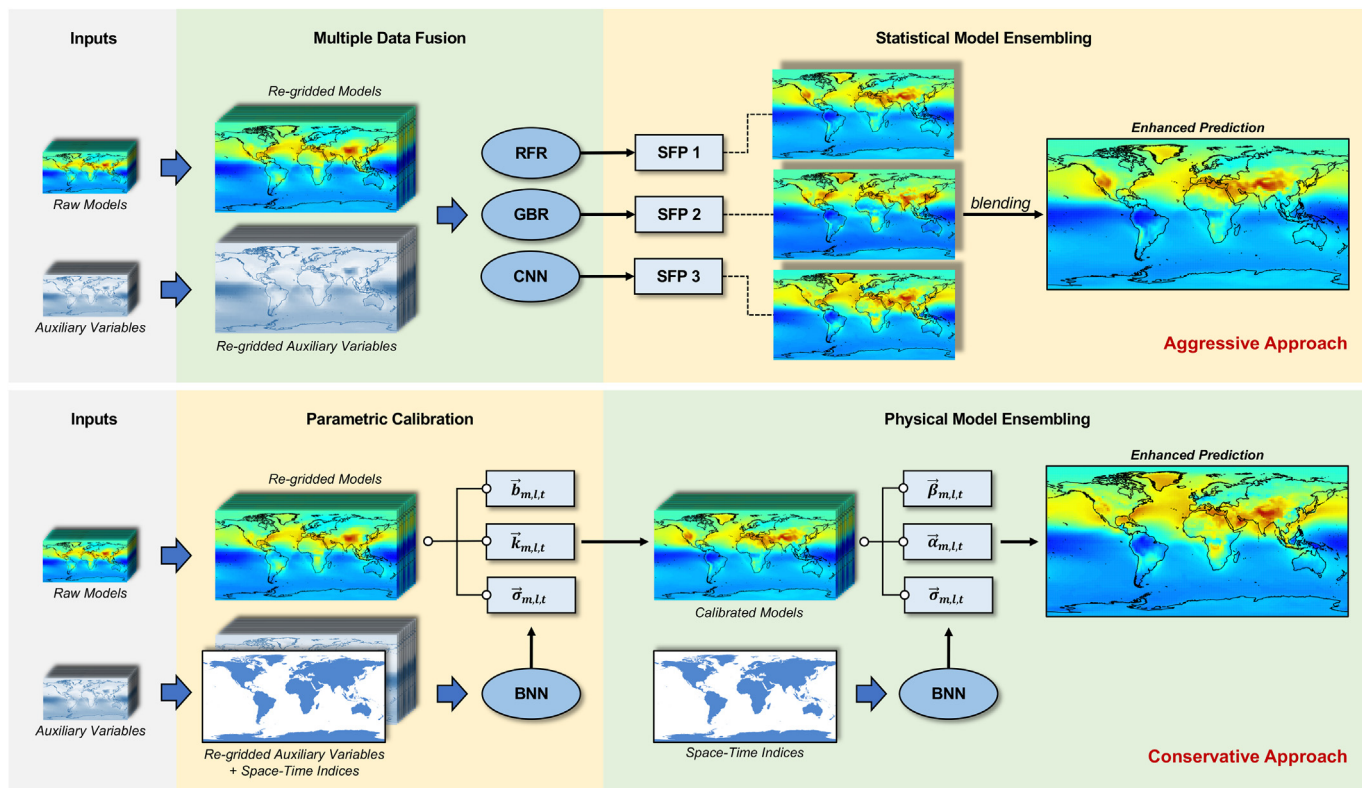 Inputs
Multiple Data Fusion
Statistical Model Ensembling
Re-gridded Models
Raw Models
Auxiliary Variables
Re-gridded Auxiliary Variables
RFR
GBR
CNN
SFP 1
SFP 2
SFP 3
blending
Enhanced Prediction
Aggressive Approach
Inputs
Parametric Calibration
Physical Model Ensembling
Re-gridded Models
Raw Models
Auxiliary Variables
Re-gridded Auxiliary Variables
+ Space-Time Indices
b⃗m,l,t
k⃗m,l,t
σ⃗m,l,t
BNN
Calibrated Models
Space-Time Indices
β⃗m,l,t
α⃗m,l,t
σ⃗m,l,t
BNN
Enhanced Prediction
Conservative Approach